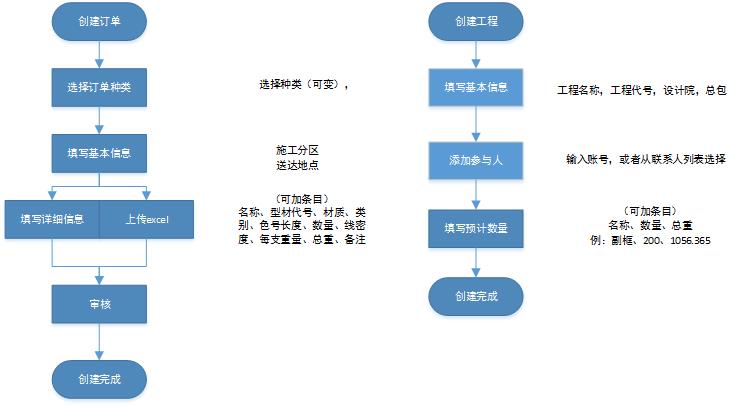 创建订单
选择订单种类
选择种类（可变），
填写基本信息
施工分区
送达地点
填写详细信息
上传excel
（可加条目）
名称、型材代号、材质、类
别、色号长度、数量、线密
度、每支重量、总重、备注
审核
创建完成
创建工程
填写基本信息
工程名称，工程代号，设计院，总包
添加参与人
输入账号，或者从联系人列表选择
填写预计数量
（可加条目）
名称、数量、总重
例：副框、200、1056.365
创建完成